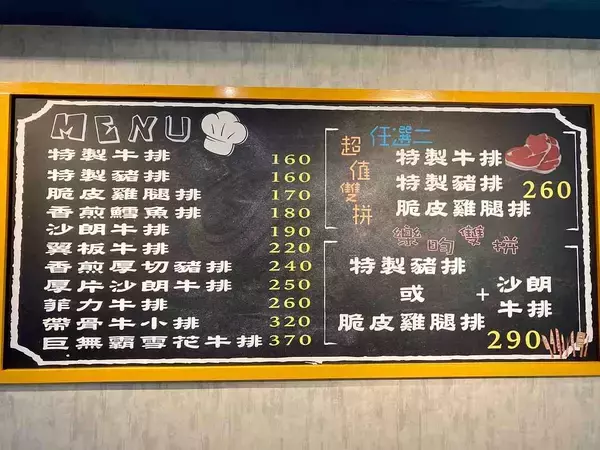 MENU
特製牛排 160
特製豬排 160
脆皮雞腿排 170
香煎鱈魚排 180
沙朗牛排 190
翼板牛排 220
香煎厚切豬排 240
厚片沙朗牛排 250
菲力牛排 260
帶骨牛小排 320
巨無霸雪花牛排 370
超值雙拼
任選二
特製牛排
特製豬排
脆皮雞腿排
260
樂昀雙拼
特製豬排
或
脆皮雞腿排
+
沙朗
牛排
290